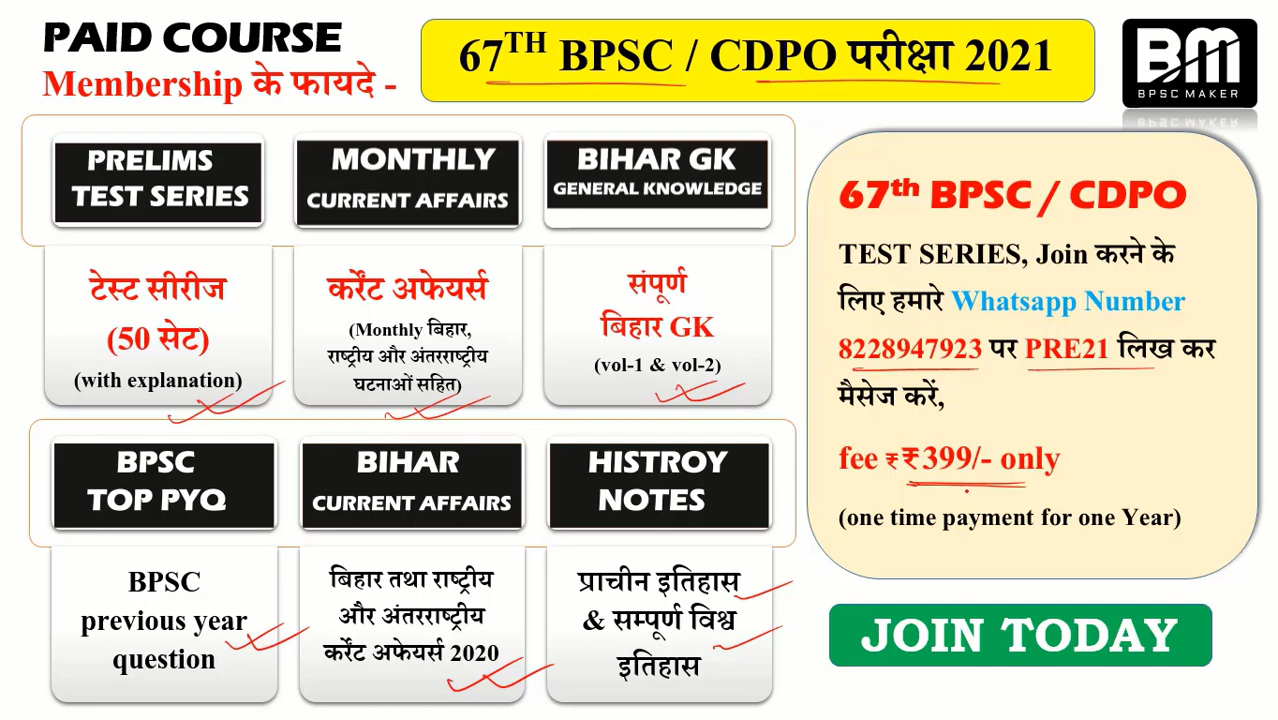 PAID COURSE
Membership के फायदे -
67TH BPSC / CDPO परीक्षा 2021
BM
BPSC MAKER
PRELIMS
TEST SERIES
टेस्ट सीरीज
(50 सेट)
(with explanation)
MONTHLY
CURRENT AFFAIRS
करेंट अफेयर्स
(Monthly बिहार,
राष्ट्रीय और अंतरराष्ट्रीय
घटनाओं सहित)
BIHAR GK
GENERAL KNOWLEDGE
संपूर्ण
बिहार GK
(vol-1 & vol-2)
BPSC
TOP PYQ
BPSC
previous year
question
BIHAR
CURRENT AFFAIRS
बिहार तथा राष्ट्रीय
और अंतरराष्ट्रीय
करेंट अफेयर्स 2020
HISTROY
NOTES
प्राचीन इतिहास
& सम्पूर्ण विश्व
इतिहास
67th BPSC / CDPO
TEST SERIES, Join करने के
लिए हमारे Whatsapp Number
8228947923 पर PRE21 लिख कर
मैसेज करें,
fee ₹₹399/- only
(one time payment for one Year)
JOIN TODAY